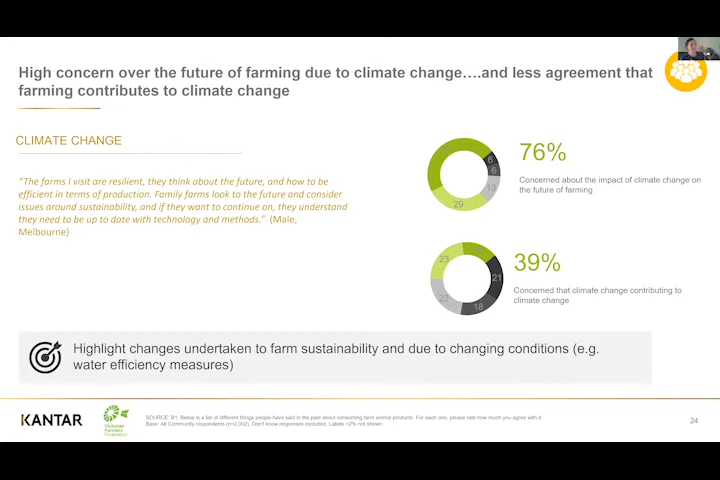 High concern over the future of farming due to climate change....and less agreement that
farming contributes to climate change
CLIMATE CHANGE
“The farms I visit are resilient, they think about the future, and how to be
efficient in terms of production. Family farms look to the future and consider
issues around sustainability, and if they want to continue on, they understand
they need to be up to date with technology and methods.” (Male,
Melbourne)
6
6
13
29
76%
Concerned about the impact of climate change on
the future of farming
23
21
22
18
39%
Concerned that climate change contributing to
climate change
Highlight changes undertaken to farm sustainability and due to changing conditions (e.g.
water efficiency measures)
KANTAR
Victorian
Farmers
Federation
SOURCE: B1. Below is a list of different things people have said in the past about consuming farm animal products. For each one, please rate how much you agree with it.
Base: All Community respondents (n=2,002), Don't know responses excluded. Labels <2% not shown.
24